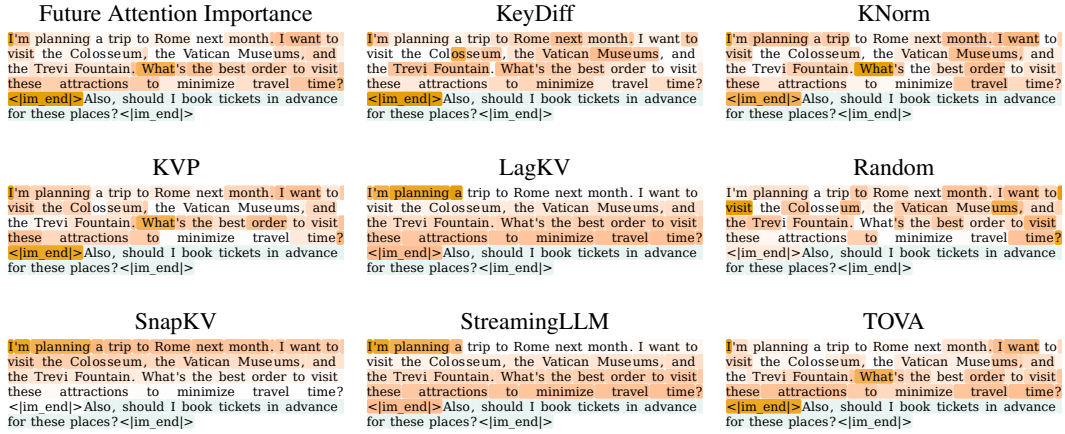 Future Attention Importance
I'm planning a trip to Rome next month. I want to
visit the Colosseum, the Vatican Museums, and
the Trevi Fountain. What's the best order to visit
these attractions to minimize travel time?
<|im_end|>Also, should I book tickets in advance
for these places?<|im_end|>
KeyDiff
I'm planning a trip to Rome next month. I want to
visit the Colosseum, the Vatican Museums, and
the Trevi Fountain. What's the best order to visit
these attractions to minimize travel time?
<|im_end|>Also, should I book tickets in advance
for these places?<|im_end|>
KNorm
I'm planning a trip to Rome next month. I want to
visit the Colosseum, the Vatican Museums, and
the Trevi Fountain. What's the best order to visit
these attractions to minimize travel time?
<|im_end|>Also, should I book tickets in advance
for these places?<|im_end|>
KVP
I'm planning a trip to Rome next month. I want to
visit the Colosseum, the Vatican Museums, and
the Trevi Fountain. What's the best order to visit
these attractions to minimize travel time?
<|im_end|>Also, should I book tickets in advance
for these places?<|im_end|>
LagKV
I'm planning a trip to Rome next month. I want to
visit the Colosseum, the Vatican Museums, and
the Trevi Fountain. What's the best order to visit
these attractions to minimize travel time?
<|im_end|>Also, should I book tickets in advance
for these places?<|im_end|>
Random
I'm planning a trip to Rome next month. I want to
visit the Colosseum, the Vatican Museums, and
the Trevi Fountain. What's the best order to visit
these attractions to minimize travel time?
<|im_end|>Also, should I book tickets in advance
for these places?<|im_end|>
SnapKV
I'm planning a trip to Rome next month. I want to
visit the Colosseum, the Vatican Museums, and
the Trevi Fountain. What's the best order to visit
these attractions to minimize travel time?
<|im_end|>Also, should I book tickets in advance
for these places?<|im_end|>
StreamingLLM
I'm planning a trip to Rome next month. I want to
visit the Colosseum, the Vatican Museums, and
the Trevi Fountain. What's the best order to visit
these attractions to minimize travel time?
<|im_end|>Also, should I book tickets in advance
for these places?<|im_end|>
TOVA
I'm planning a trip to Rome next month. I want to
visit the Colosseum, the Vatican Museums, and
the Trevi Fountain. What's the best order to visit
these attractions to minimize travel time?
<|im_end|>Also, should I book tickets in advance
for these places?<|im_end|>